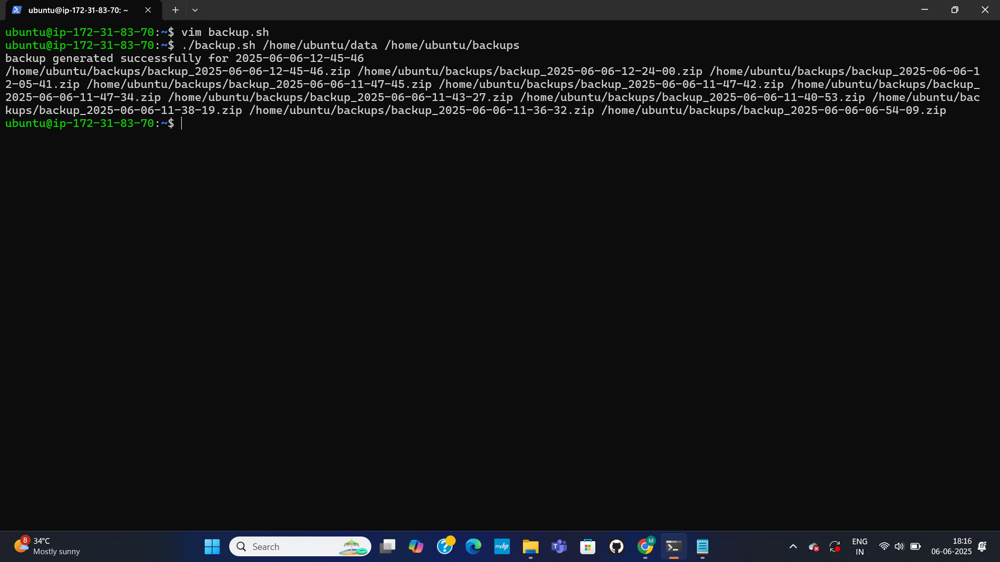 ubuntu@ip-172-31-83-70: ~
ubuntu@ip-172-31-83-70:~$ vim backup.sh
ubuntu@ip-172-31-83-70:~$ ./backup.sh /home/ubuntu/data /home/ubuntu/backups
backup generated successfully for 2025-06-06-12-45-46
/home/ubuntu/backups/backup_2025-06-06-12-45-46.zip /home/ubuntu/backups/backup_2025-06-06-12-24-00.zip /home/ubuntu/backups/backup_2025-06-06-1
2-05-41.zip /home/ubuntu/backups/backup_2025-06-06-11-47-45.zip /home/ubuntu/backups/backup_2025-06-06-11-47-42.zip /home/ubuntu/backups/backup_
2025-06-06-11-47-34.zip /home/ubuntu/backups/backup_2025-06-06-11-43-27.zip /home/ubuntu/backups/backup_2025-06-06-11-40-53.zip /home/ubuntu/bac
kups/backup_2025-06-06-11-38-19.zip /home/ubuntu/backups/backup_2025-06-06-11-36-32.zip /home/ubuntu/backups/backup_2025-06-06-06-54-09.zip
ubuntu@ip-172-31-83-70:~$
8
34°C
Mostly sunny
Search
myhp
M
ENG
IN
18:16
06-06-2025